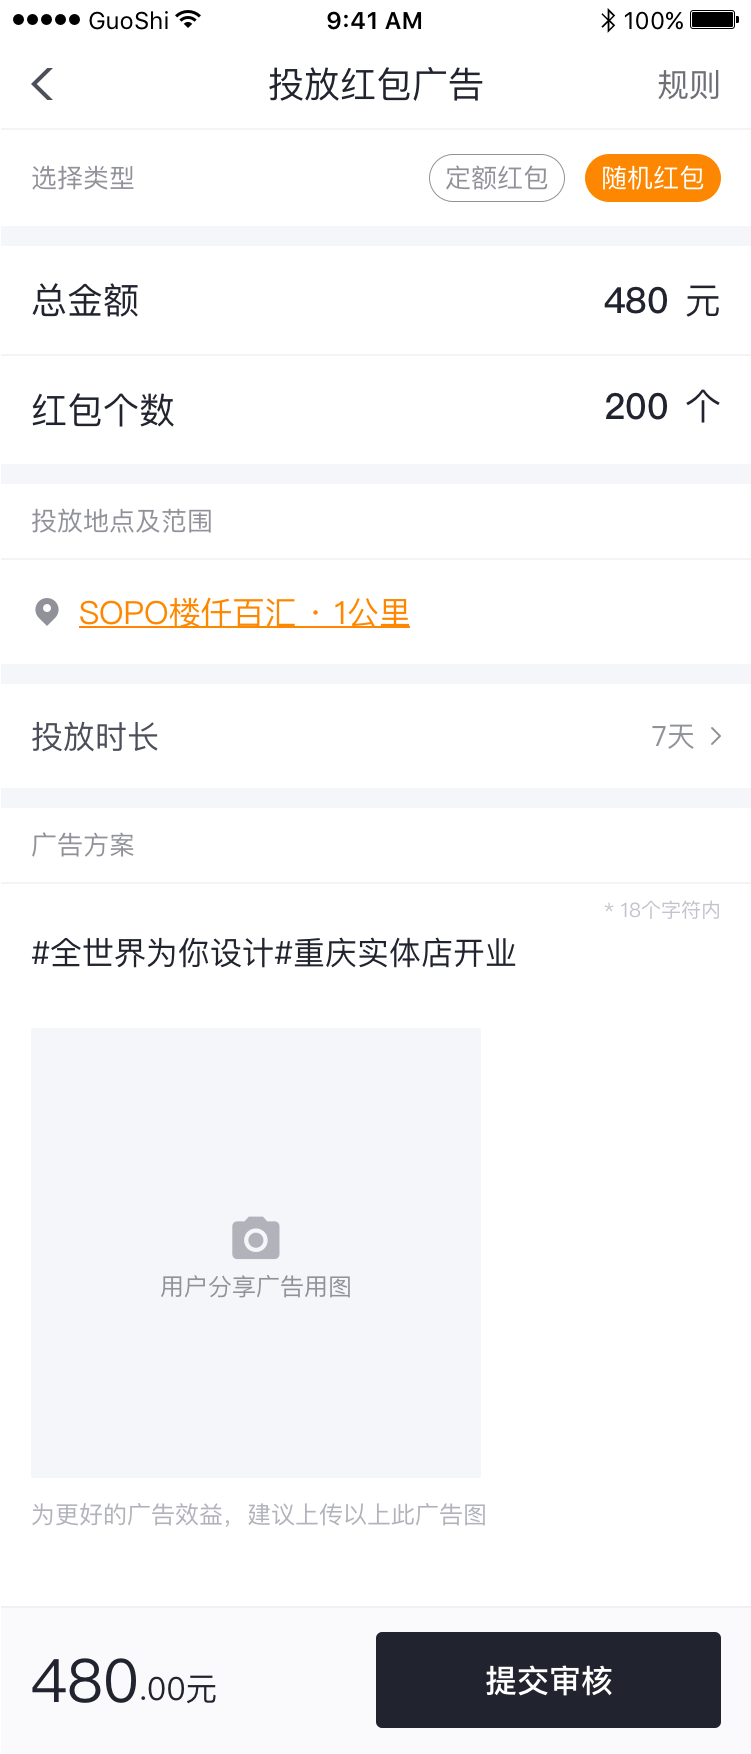 GuoShi 9:41 AM 100%
投放红包广告 规则
选择类型 定额红包 随机红包
总金额 480 元
红包个数 200 个
投放地点及范围
SOPO楼仟百汇 · 1公里
投放时长 7天
广告方案
* 18个字符内
#全世界为你设计#重庆实体店开业
用户分享广告用图
为更好的广告效益，建议上传以上此广告图
480.00元 提交审核